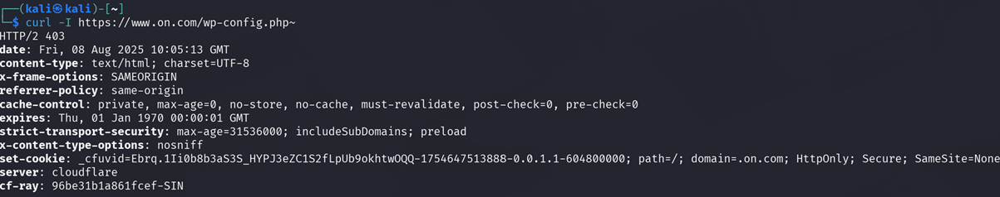 ┌──(kali㉿kali)-[~]
└─$ curl -I https://www.on.com/wp-config.php~
HTTP/2 403
date: Fri, 08 Aug 2025 10:05:13 GMT
content-type: text/html; charset=UTF-8
x-frame-options: SAMEORIGIN
referrer-policy: same-origin
cache-control: private, max-age=0, no-store, no-cache, must-revalidate, post-check=0, pre-check=0
expires: Thu, 01 Jan 1970 00:00:01 GMT
strict-transport-security: max-age=31536000; includeSubDomains; preload
x-content-type-options: nosniff
set-cookie: _cfuvid=Ebrq.1Ii0b8b3aS3S_HYPJ3eZC1S2fLpUb9okhtwOQQ-1754647513888-0.0.1.1-604800000; path=/; domain=.on.com; HttpOnly; Secure; SameSite=None
server: cloudflare
cf-ray: 96be31b1a861fcef-SIN